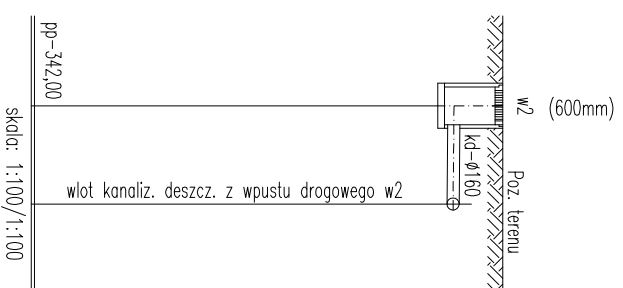 w2 (600mm)
Poz. terenu
kd-Ø160
wlot kanaliz. deszcz. z wpustu drogowego w2
pp-342,00
skala: 1:100/1:100